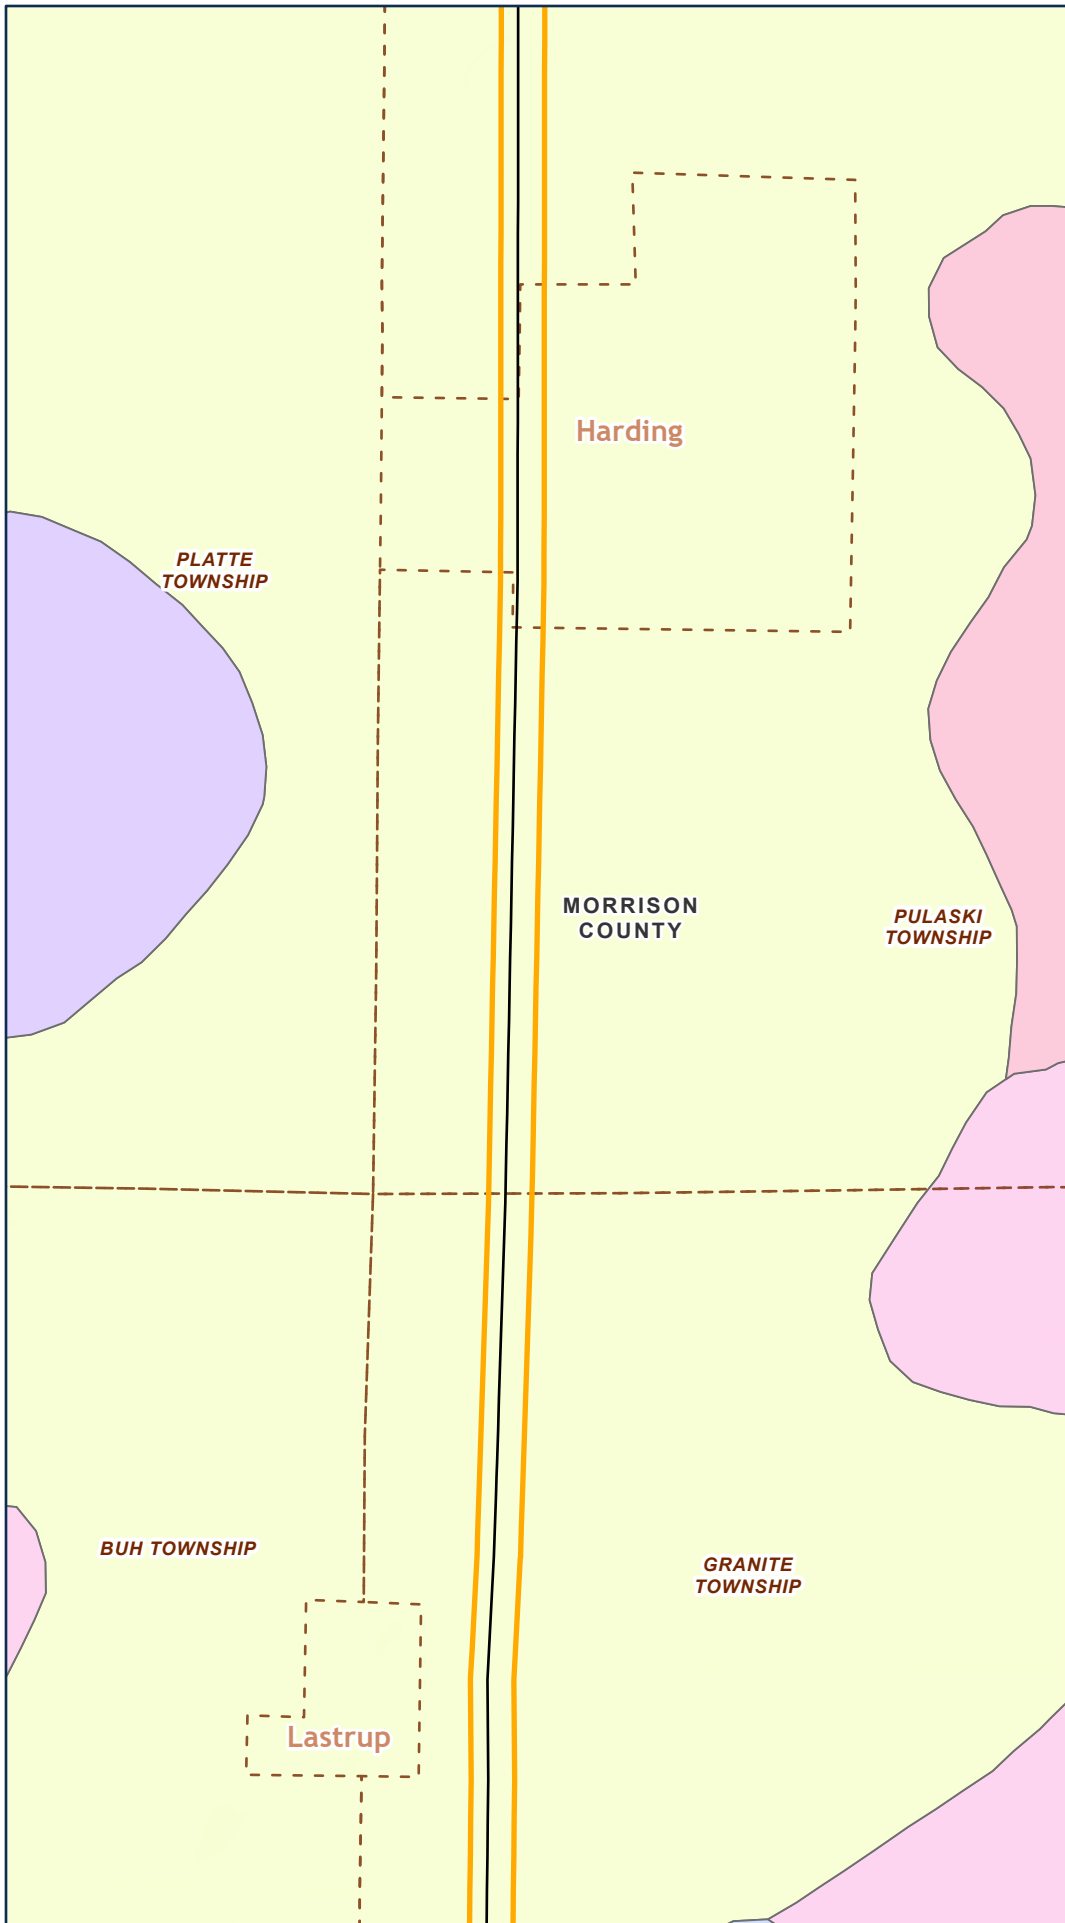 Harding
PLATTE
TOWNSHIP
MORRISON
COUNTY
PULASKI
TOWNSHIP
BUH TOWNSHIP
GRANITE
TOWNSHIP
Lastrup